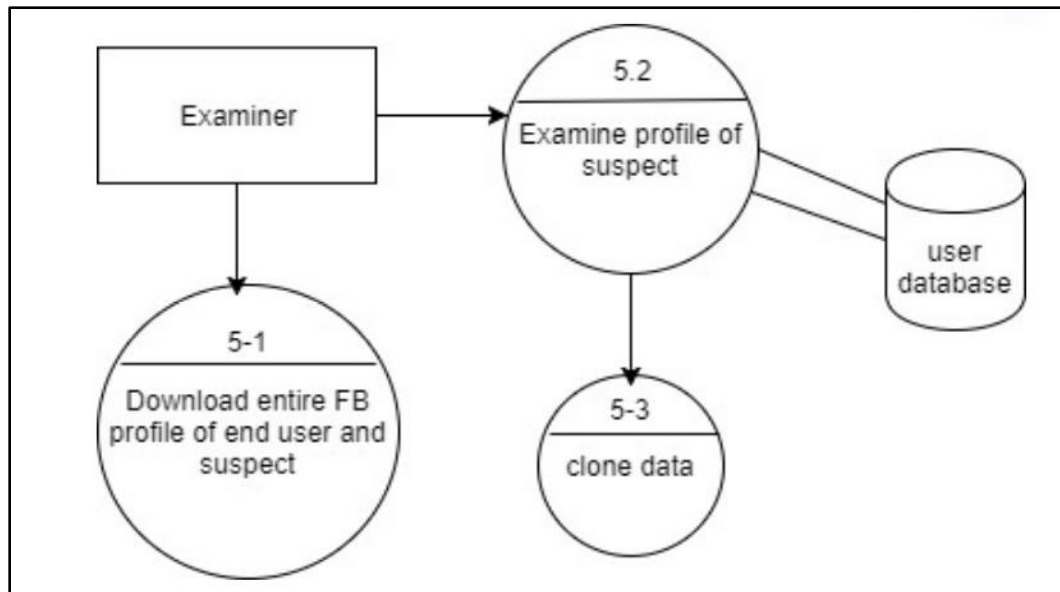 Examiner
5.2
Examine profile of
suspect
user
database
5-1
Download entire FB
profile of end user and
suspect
5-3
clone data